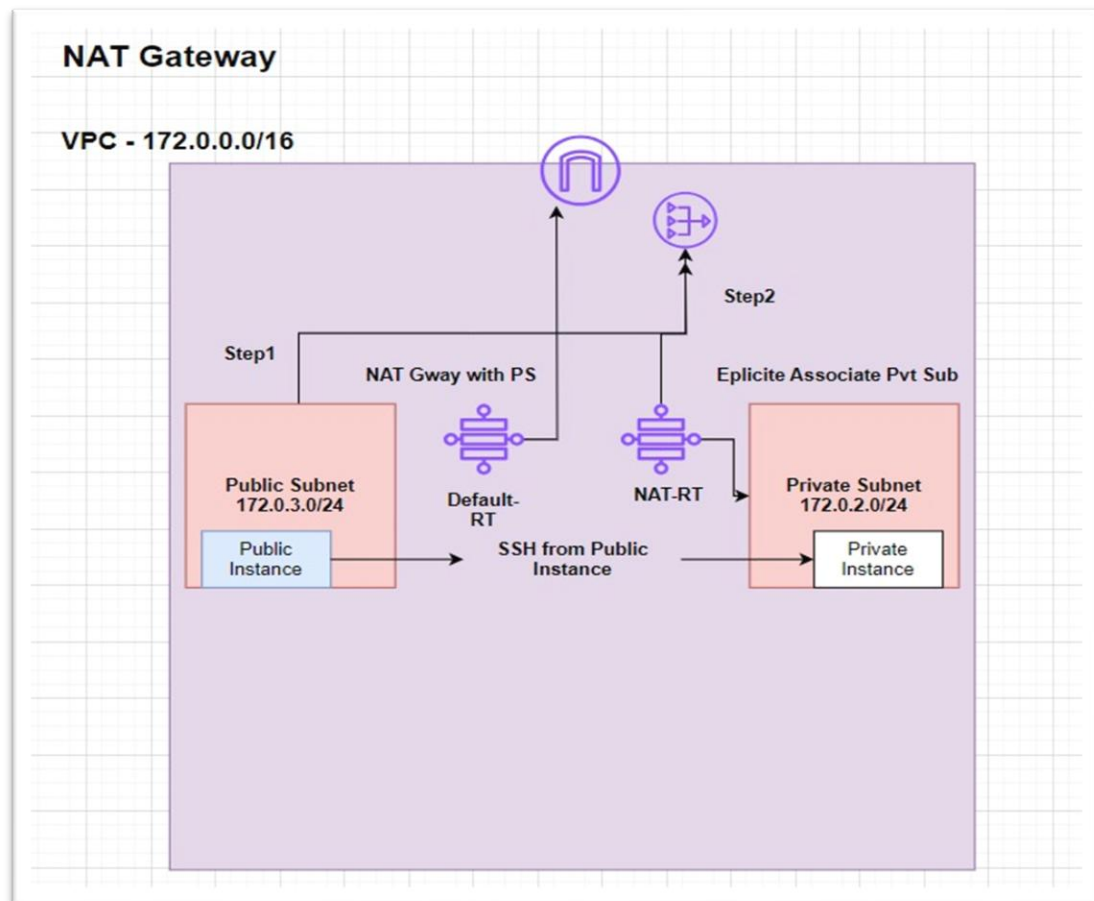 NAT Gateway
VPC - 172.0.0.0/16
Step2
Step1
NAT Gway with PS
Eplicite Associate Pvt Sub
Public Subnet
172.0.3.0/24
Default-
RT
NAT-RT
Private Subnet
172.0.2.0/24
Public
Instance
SSH from Public
Instance
Private
Instance